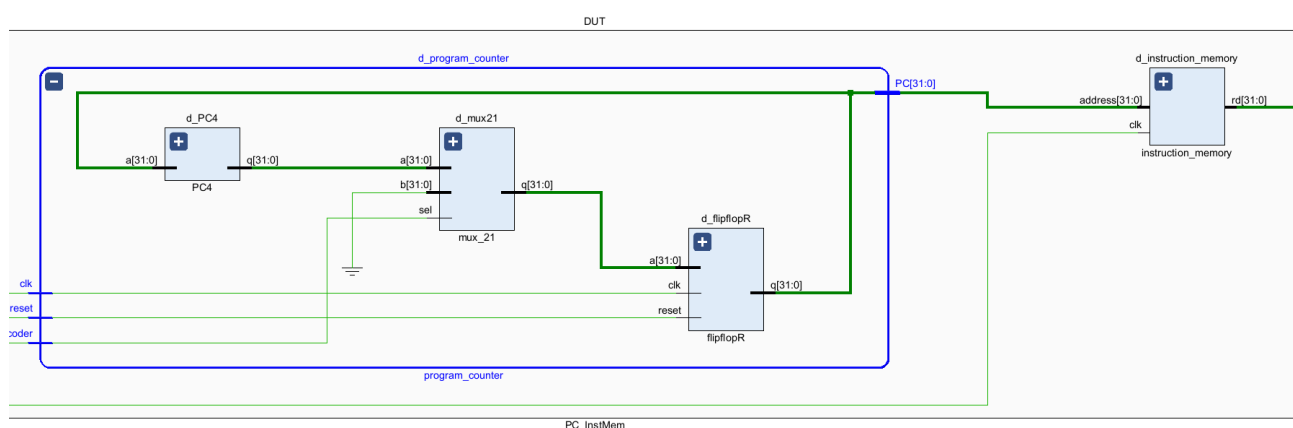 DUT
d_program_counter
PC[31:0]
d_instruction_memory
address[31:0]
rd[31:0]
clk
instruction_memory
d_PC4
a[31:0]
q[31:0]
PC4
d_mux21
a[31:0]
b[31:0]
q[31:0]
sel
mux_21
d_flipflopR
a[31:0]
clk
q[31:0]
reset
flipflopR
clk
reset
coder
program_counter
PC_InstMem